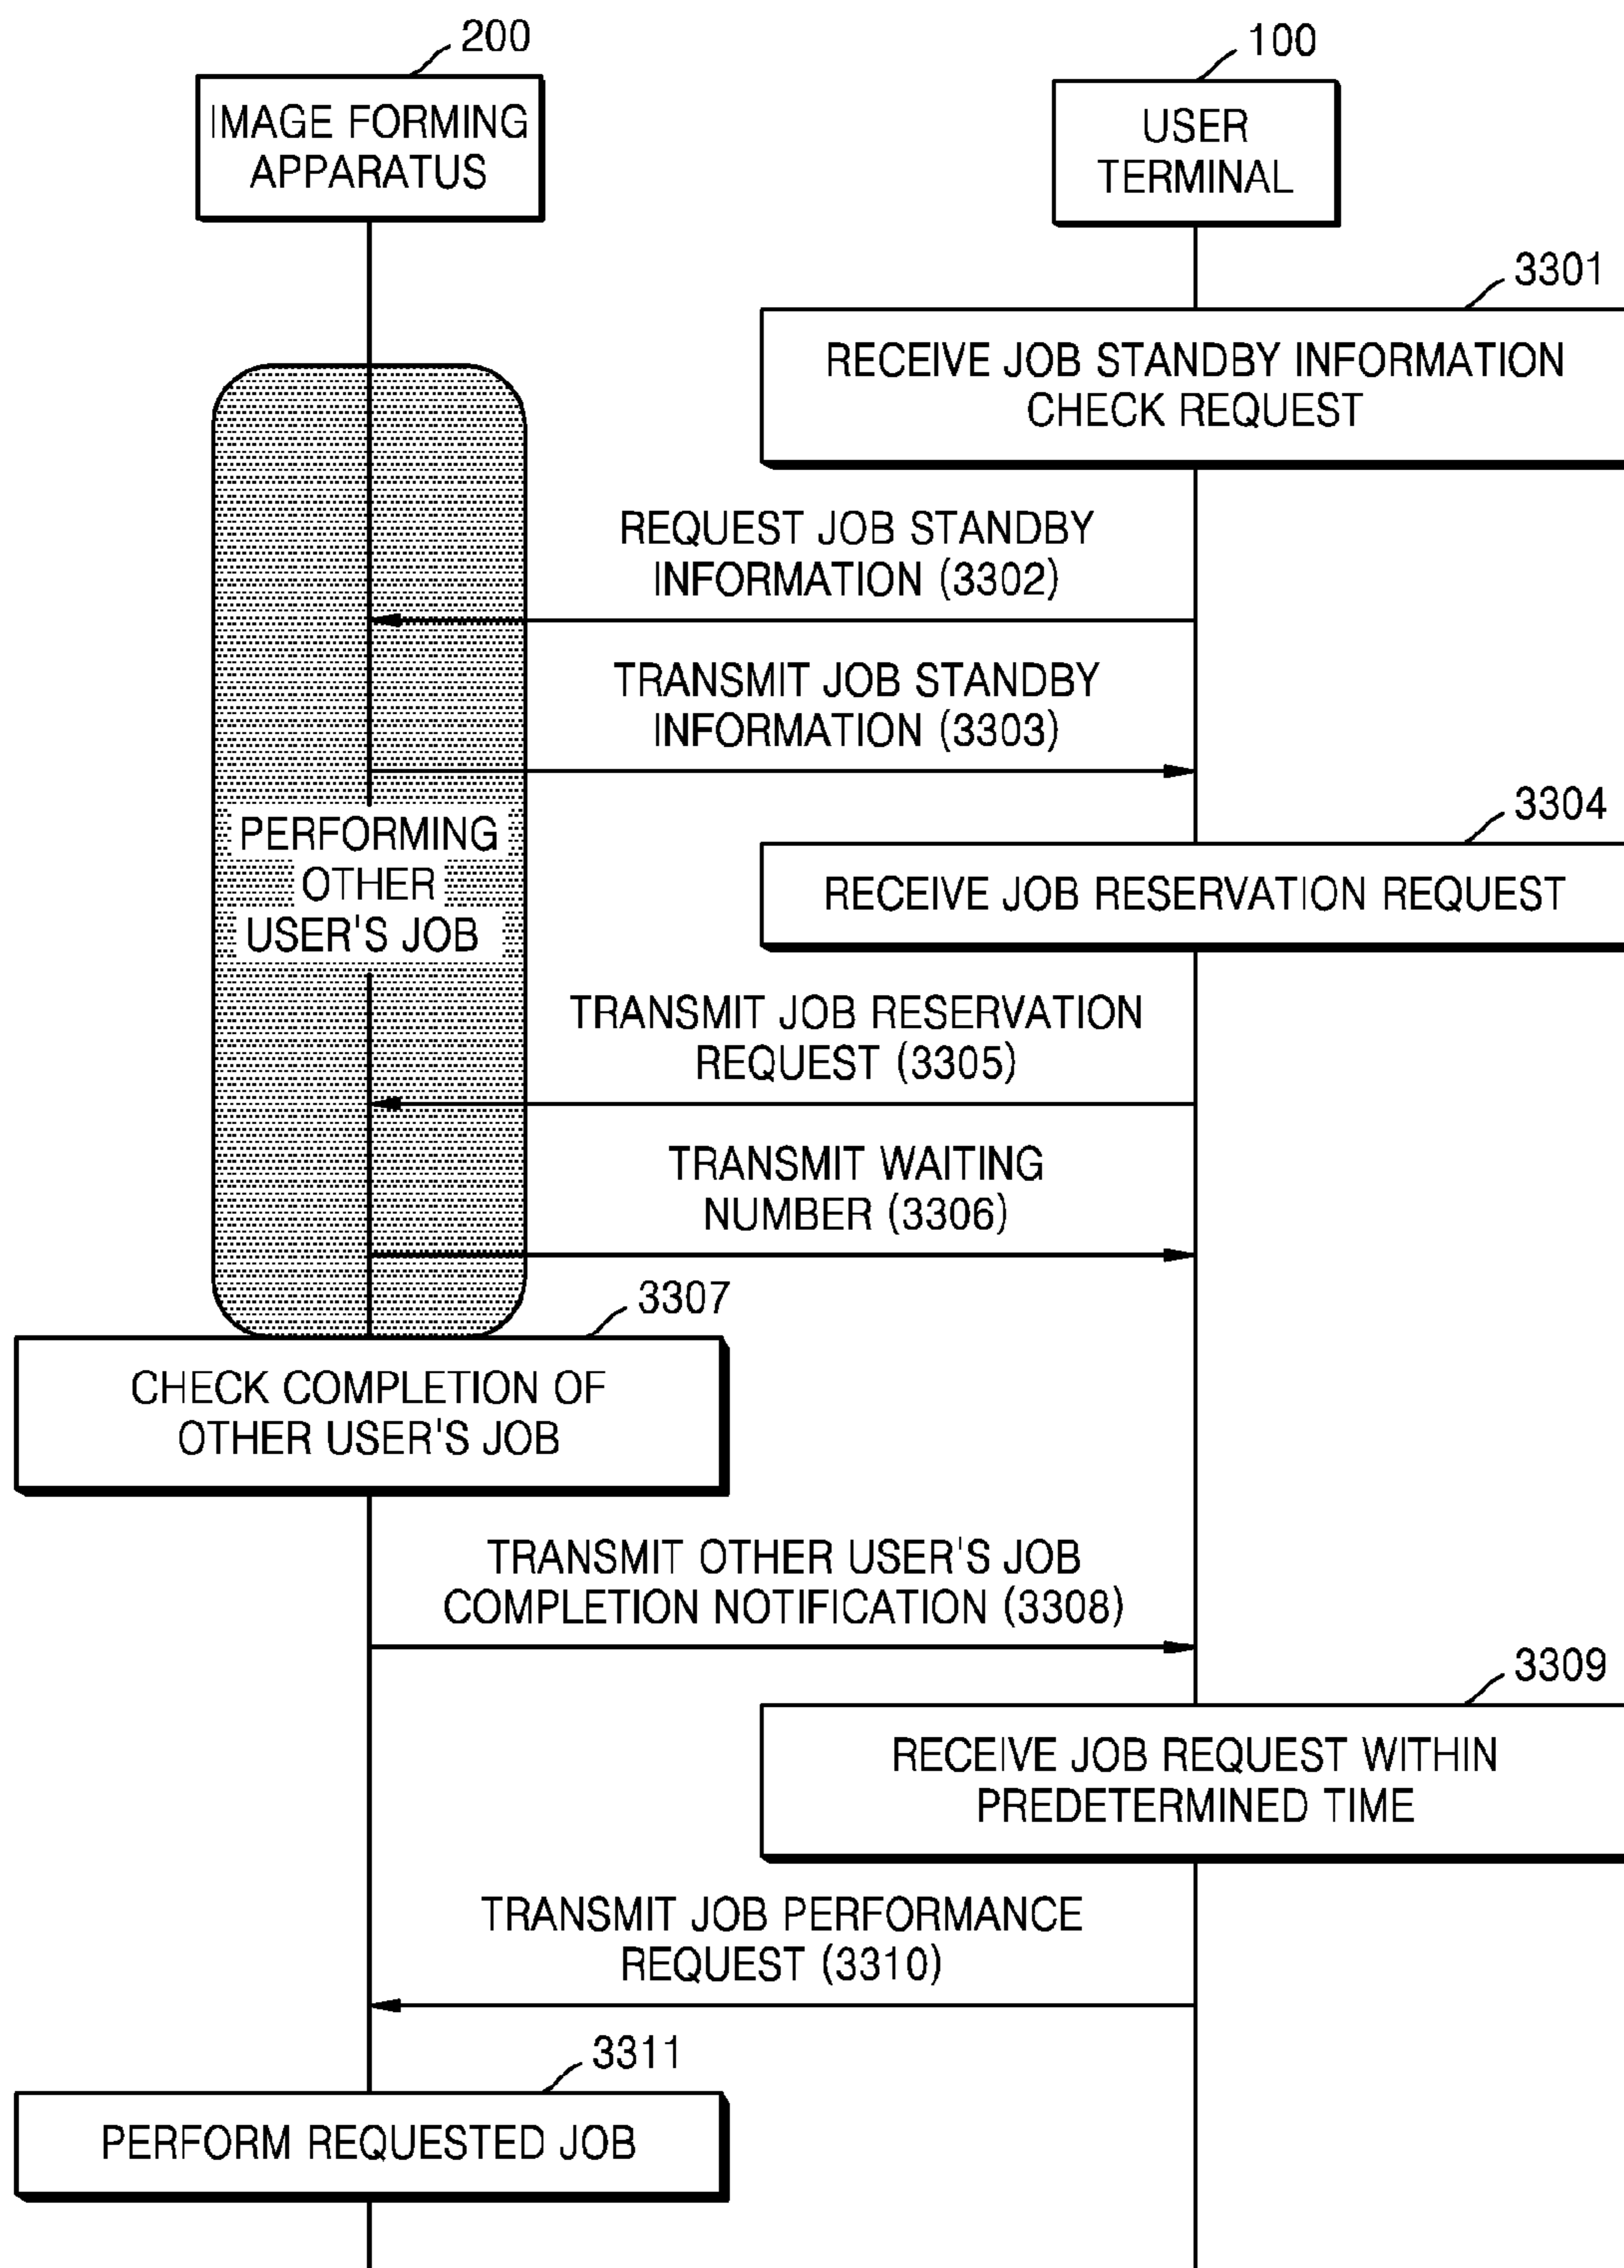 200
IMAGE FORMING
APPARATUS
100
USER
TERMINAL
3301
RECEIVE JOB STANDBY INFORMATION
CHECK REQUEST
REQUEST JOB STANDBY
INFORMATION (3302)
TRANSMIT JOB STANDBY
INFORMATION (3303)
PERFORMING
OTHER
USER'S JOB
3304
RECEIVE JOB RESERVATION REQUEST
TRANSMIT JOB RESERVATION
REQUEST (3305)
TRANSMIT WAITING
NUMBER (3306)
3307
CHECK COMPLETION OF
OTHER USER'S JOB
TRANSMIT OTHER USER'S JOB
COMPLETION NOTIFICATION (3308)
3309
RECEIVE JOB REQUEST WITHIN
PREDETERMINED TIME
TRANSMIT JOB PERFORMANCE
REQUEST (3310)
3311
PERFORM REQUESTED JOB